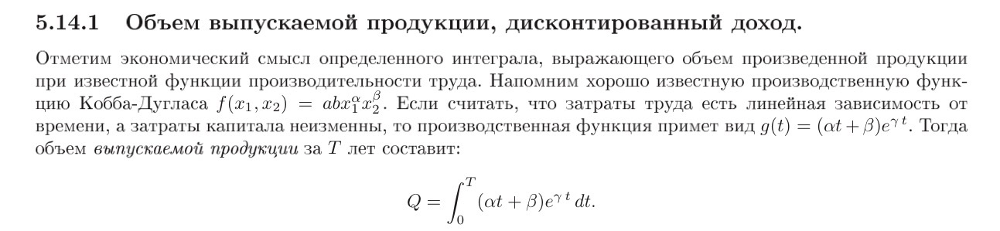 5.14.1 Объем выпускаемой продукции, дисконтированный доход.
Отметим экономический смысл определенного интеграла, выражающего объем произведенной продукции
при известной функции производительности труда. Напомним хорошо известную производственную функ-
цию Кобба-Дугласа $f(x_1, x_2) = abx_1^{\alpha}x_2^{\beta}$. Если считать, что затраты труда есть линейная зависимость от
времени, а затраты капитала неизменны, то производственная функция примет вид $g(t) = (\alpha t + \beta)e^{\gamma t}$. Тогда
объем выпускаемой продукции за $T$ лет составит:
$Q = \int_0^T (\alpha t + \beta)e^{\gamma t}\, dt.$